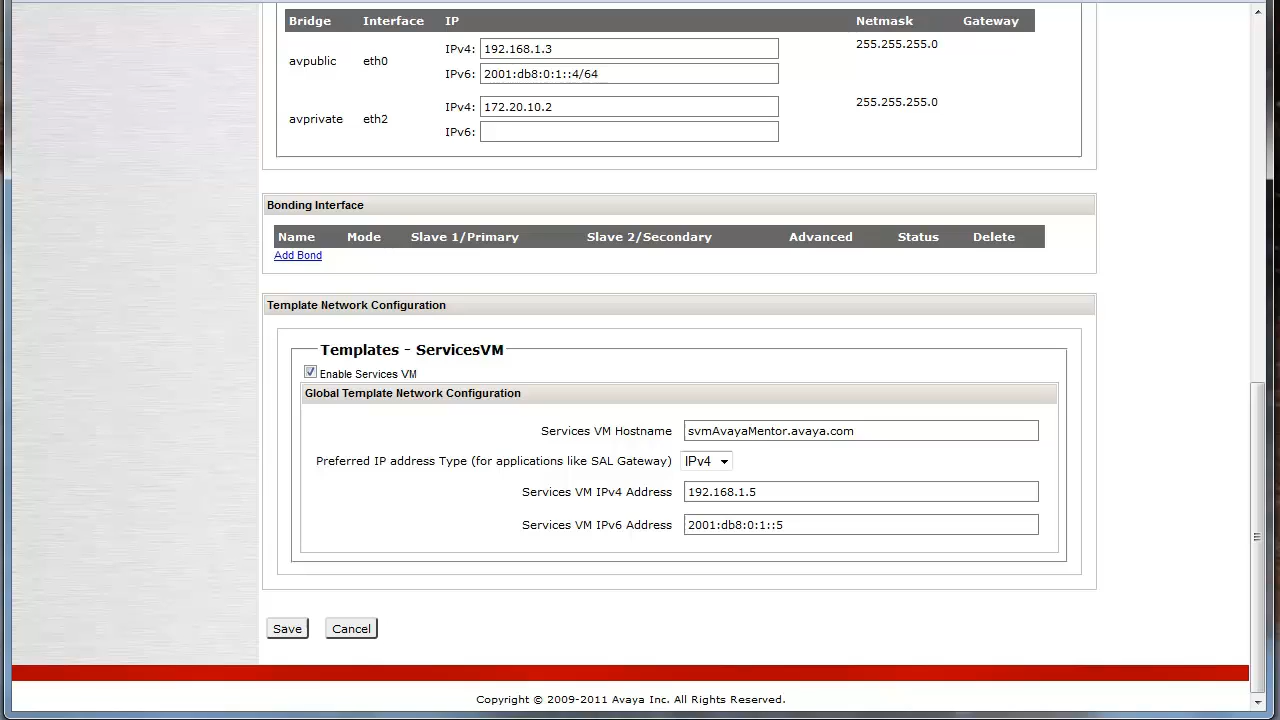 Bridge Interface IP Netmask Gateway
IPv4: 192.168.1.3 255.255.255.0
avpublic eth0
IPv6: 2001:db8:0:1::4/64
IPv4: 172.20.10.2 255.255.255.0
avprivate eth2
IPv6:
Bonding Interface
Name Mode Slave 1/Primary Slave 2/Secondary Advanced Status Delete
Add Bond
Template Network Configuration
Templates - ServicesVM
Enable Services VM
Global Template Network Configuration
Services VM Hostname svmAvayaMentor.avaya.com
Preferred IP address Type (for applications like SAL Gateway) IPv4
Services VM IPv4 Address 192.168.1.5
Services VM IPv6 Address 2001:db8:0:1::5
Save Cancel
Copyright © 2009-2011 Avaya Inc. All Rights Reserved.